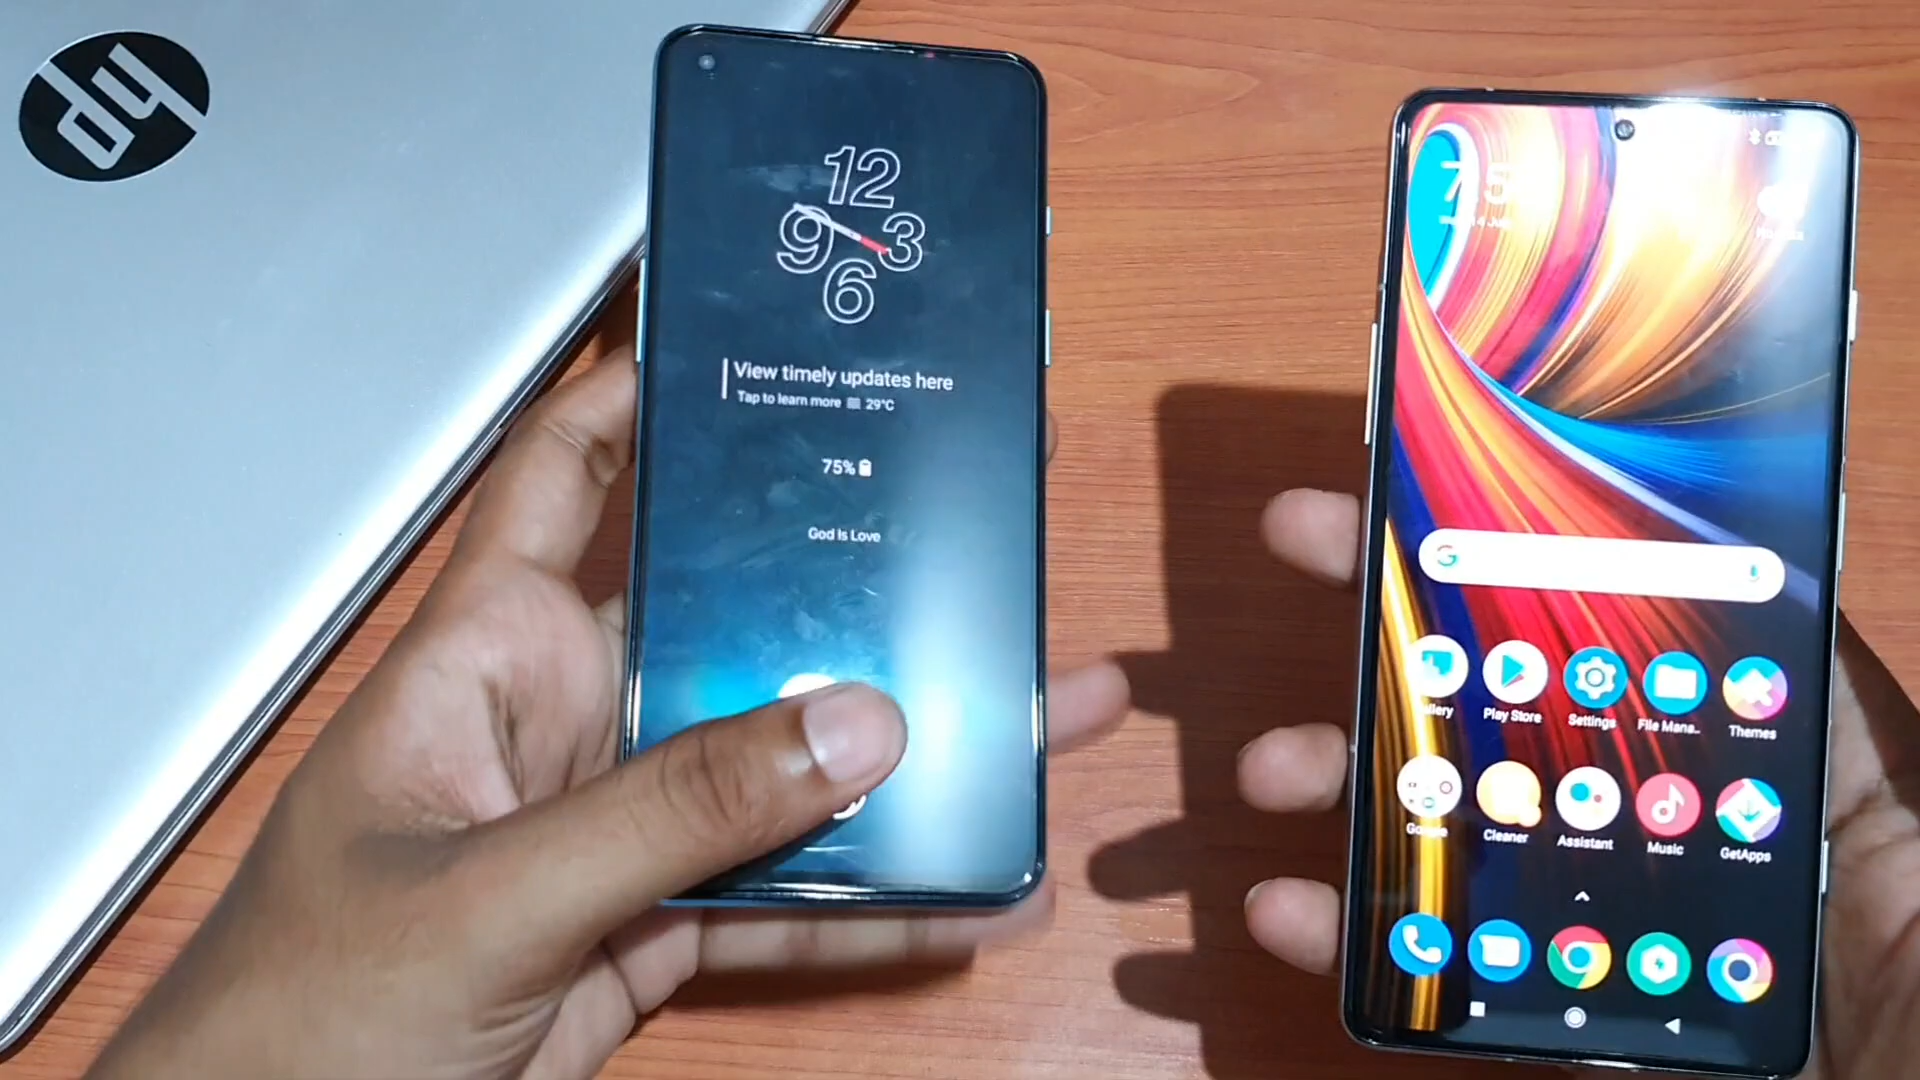 hp
12
9
3
6
View timely updates here
Tap to learn more 29°C
75%
God Is Love
G
Play Store
Settings
File Mana..
Themes
Cleaner
Assistant
Music
GetApps